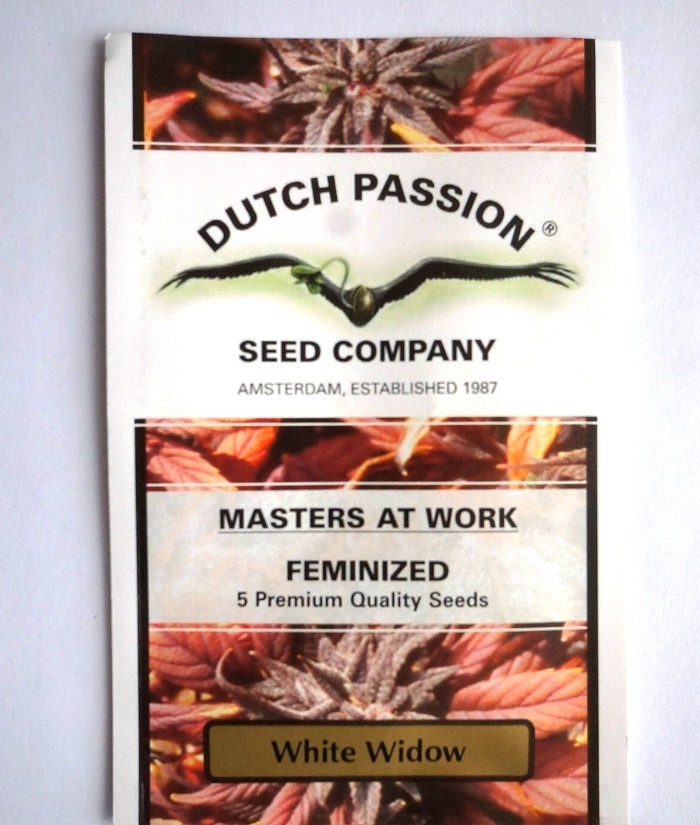 DUTCH PASSION®
SEED COMPANY
AMSTERDAM, ESTABLISHED 1987
MASTERS AT WORK
FEMINIZED
5 Premium Quality Seeds
White Widow